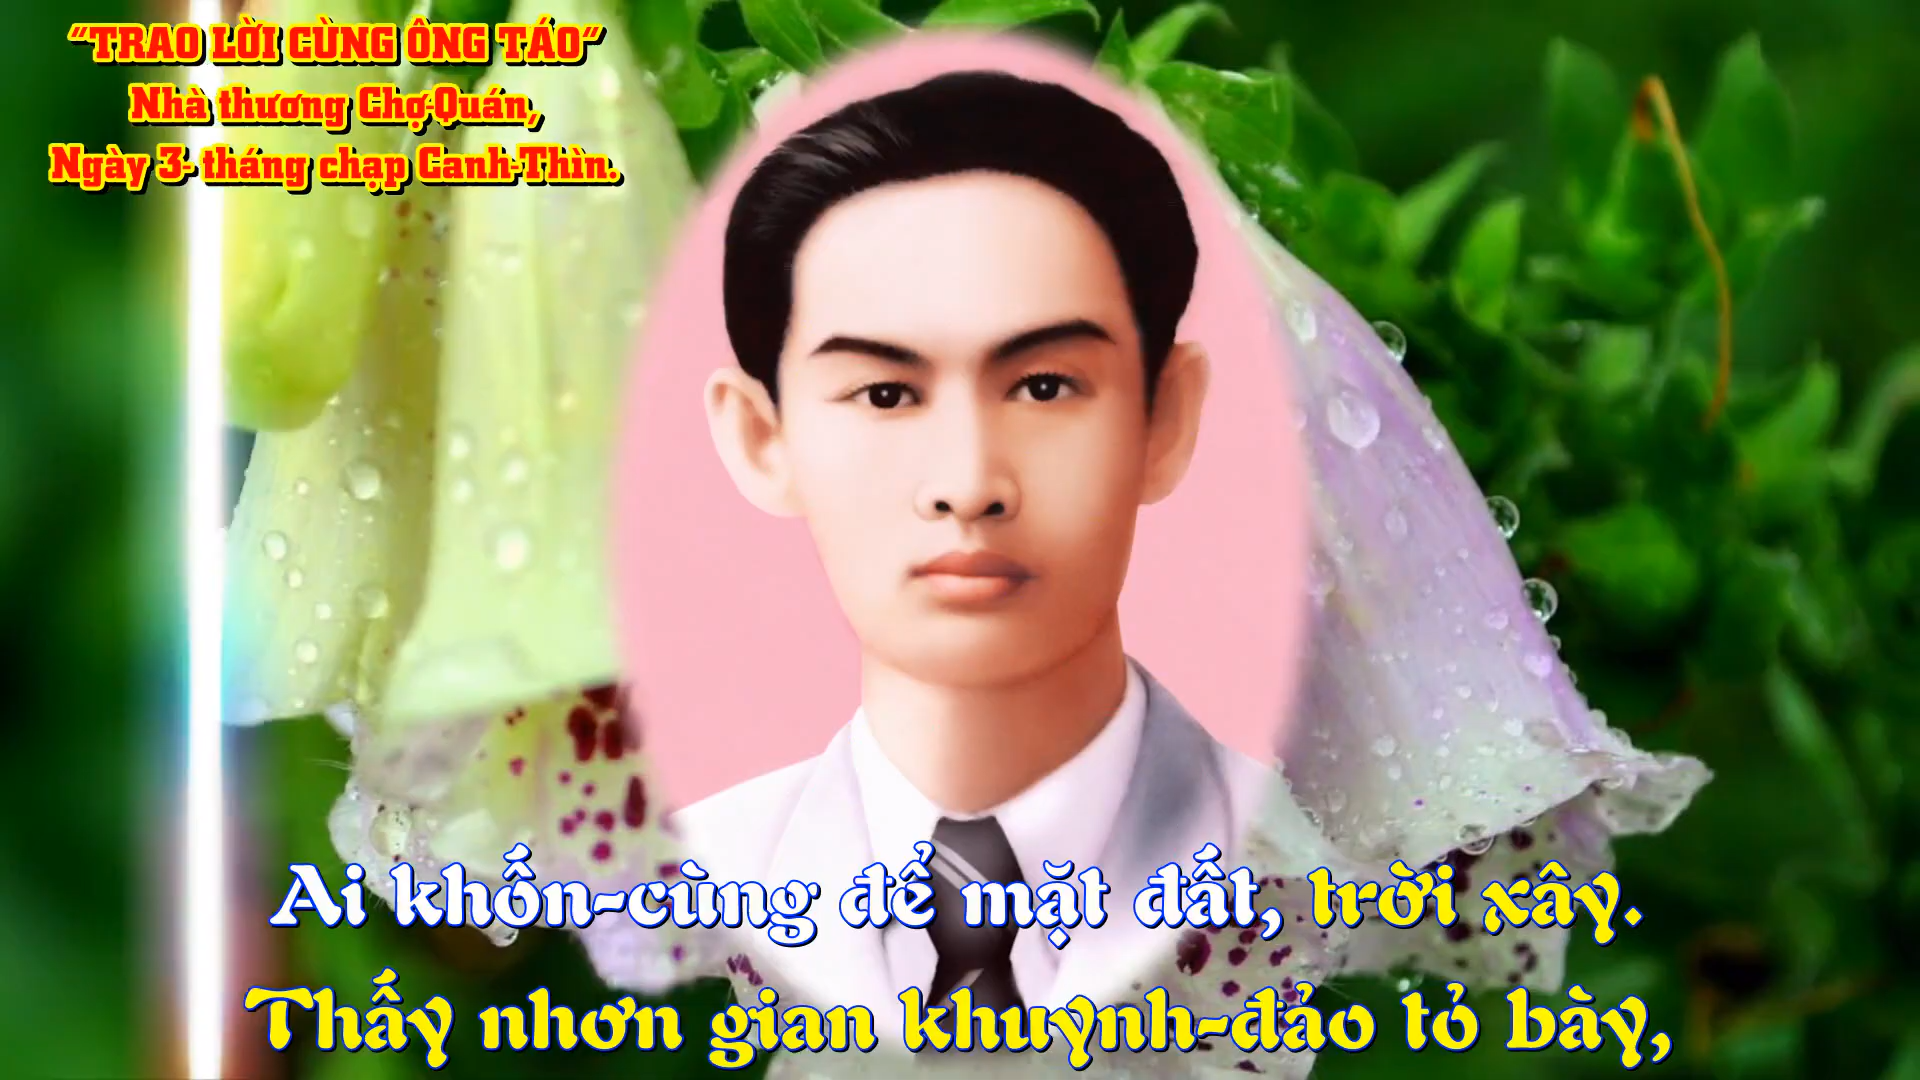 "TRAO LỜI CÙNG ÔNG TÁO"
Nhà thương Chợ-Quán,
Ngày 3- tháng chạp Canh-Thìn.
Ai khốn-cùng để mặt đất, trời xây.
Thấy nhơn gian khuynh-đảo tỏ bày,